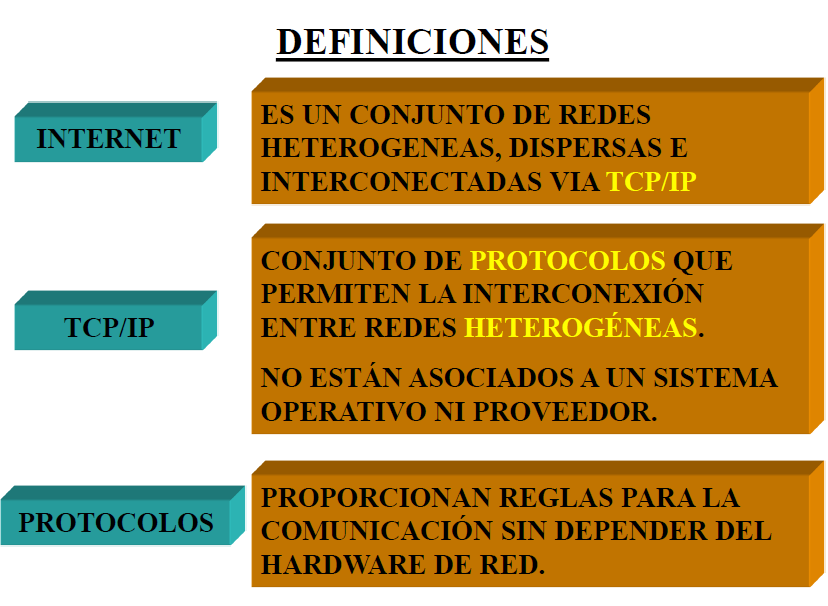 DEFINICIONES
INTERNET
ES UN CONJUNTO DE REDES
HETEROGENEAS, DISPERSAS E
INTERCONECTADAS VIA TCP/IP
TCP/IP
CONJUNTO DE PROTOCOLOS QUE
PERMITEN LA INTERCONEXIÓN
ENTRE REDES HETEROGÉNEAS.
NO ESTÁN ASOCIADOS A UN SISTEMA
OPERATIVO NI PROVEEDOR.
PROTOCOLOS
PROPORCIONAN REGLAS PARA LA
COMUNICACIÓN SIN DEPENDER DEL
HARDWARE DE RED.